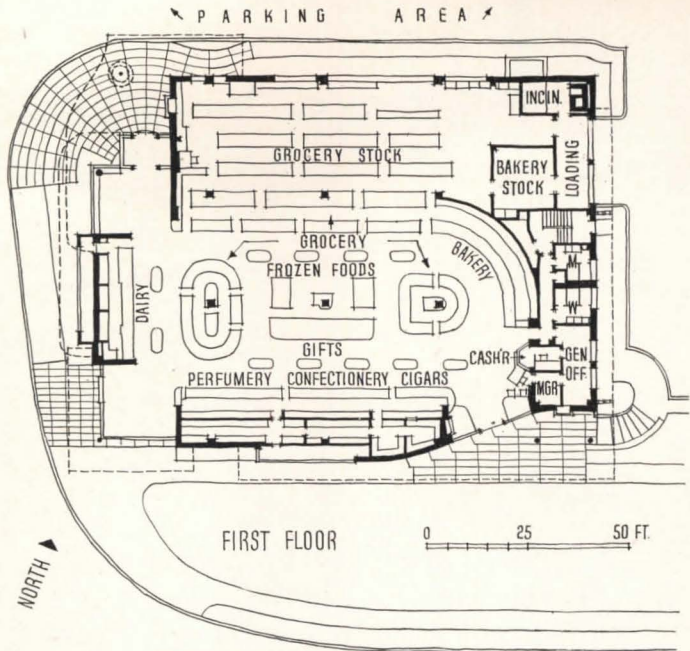 PARKING AREA
INCIN.
GROCERY STOCK
BAKERY STOCK
LOADING
GROCERY
BAKERY
FROZEN FOODS
M
DAIRY
W
GIFTS
CASH'R
GEN OFF.
PERFUMERY CONFECTIONERY CIGARS
MGR
FIRST FLOOR
0 25 50 FT.
NORTH